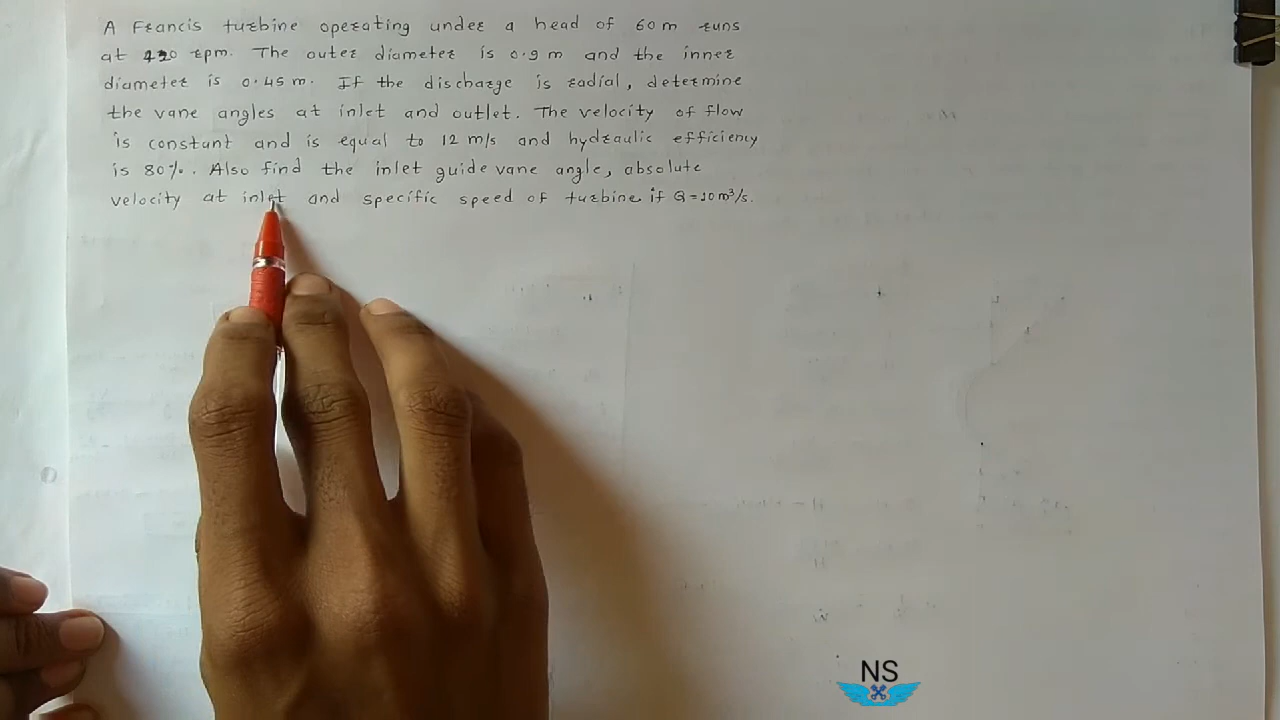 A Francis turbine operating under a head of 60 m runs
at 420 rpm. The outer diameter is 0.9 m and the inner
diameter is 0.45 m. If the discharge is radial, determine
the vane angles at inlet and outlet. The velocity of flow
is constant and is equal to 12 m/s and hydraulic efficiency
is 80%. Also find the inlet guide vane angle, absolute
velocity at inlet and specific speed of turbine if Q = 10 m³/s.
NS